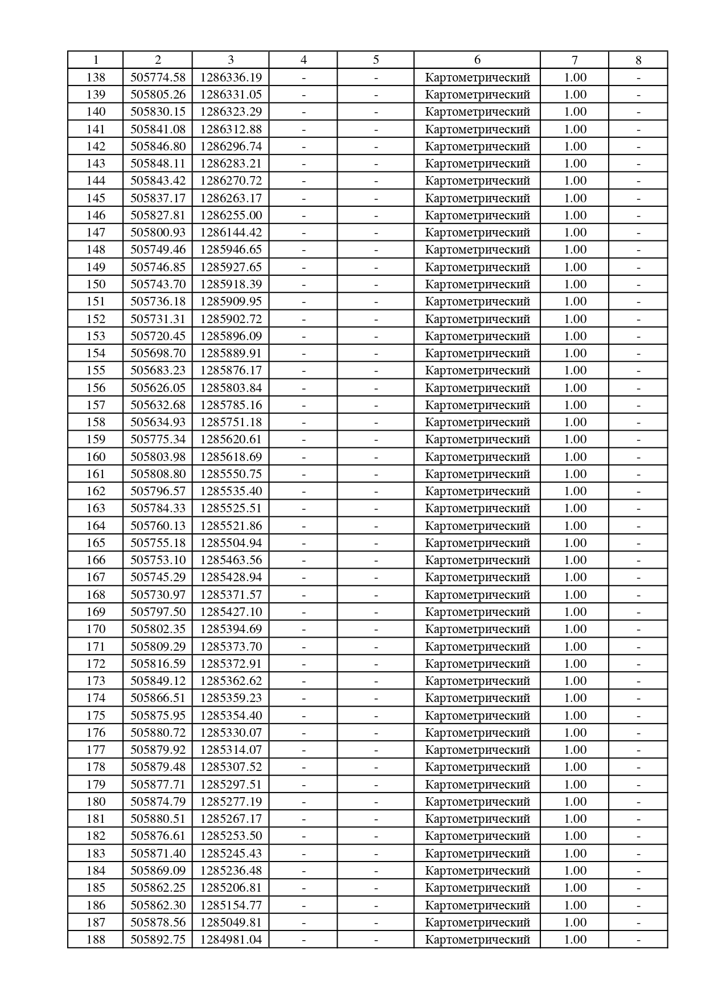 1 2 3 4 5 6 7 8
138 505774.58 1286336.19 - - Картометрический 1.00 -
139 505805.26 1286331.05 - - Картометрический 1.00 -
140 505830.15 1286323.29 - - Картометрический 1.00 -
141 505841.08 1286312.88 - - Картометрический 1.00 -
142 505846.80 1286296.74 - - Картометрический 1.00 -
143 505848.11 1286283.21 - - Картометрический 1.00 -
144 505843.42 1286270.72 - - Картометрический 1.00 -
145 505837.17 1286263.17 - - Картометрический 1.00 -
146 505827.81 1286255.00 - - Картометрический 1.00 -
147 505800.93 1286144.42 - - Картометрический 1.00 -
148 505749.46 1285946.65 - - Картометрический 1.00 -
149 505746.85 1285927.65 - - Картометрический 1.00 -
150 505743.70 1285918.39 - - Картометрический 1.00 -
151 505736.18 1285909.95 - - Картометрический 1.00 -
152 505731.31 1285902.72 - - Картометрический 1.00 -
153 505720.45 1285896.09 - - Картометрический 1.00 -
154 505698.70 1285889.91 - - Картометрический 1.00 -
155 505683.23 1285876.17 - - Картометрический 1.00 -
156 505626.05 1285803.84 - - Картометрический 1.00 -
157 505632.68 1285785.16 - - Картометрический 1.00 -
158 505634.93 1285751.18 - - Картометрический 1.00 -
159 505775.34 1285620.61 - - Картометрический 1.00 -
160 505803.98 1285618.69 - - Картометрический 1.00 -
161 505808.80 1285550.75 - - Картометрический 1.00 -
162 505796.57 1285535.40 - - Картометрический 1.00 -
163 505784.33 1285525.51 - - Картометрический 1.00 -
164 505760.13 1285521.86 - - Картометрический 1.00 -
165 505755.18 1285504.94 - - Картометрический 1.00 -
166 505753.10 1285463.56 - - Картометрический 1.00 -
167 505745.29 1285428.94 - - Картометрический 1.00 -
168 505730.97 1285371.57 - - Картометрический 1.00 -
169 505797.50 1285427.10 - - Картометрический 1.00 -
170 505802.35 1285394.69 - - Картометрический 1.00 -
171 505809.29 1285373.70 - - Картометрический 1.00 -
172 505816.59 1285372.91 - - Картометрический 1.00 -
173 505849.12 1285362.62 - - Картометрический 1.00 -
174 505866.51 1285359.23 - - Картометрический 1.00 -
175 505875.95 1285354.40 - - Картометрический 1.00 -
176 505880.72 1285330.07 - - Картометрический 1.00 -
177 505879.92 1285314.07 - - Картометрический 1.00 -
178 505879.48 1285307.52 - - Картометрический 1.00 -
179 505877.71 1285297.51 - - Картометрический 1.00 -
180 505874.79 1285277.19 - - Картометрический 1.00 -
181 505880.51 1285267.17 - - Картометрический 1.00 -
182 505876.61 1285253.50 - - Картометрический 1.00 -
183 505871.40 1285245.43 - - Картометрический 1.00 -
184 505869.09 1285236.48 - - Картометрический 1.00 -
185 505862.25 1285206.81 - - Картометрический 1.00 -
186 505862.30 1285154.77 - - Картометрический 1.00 -
187 505878.56 1285049.81 - - Картометрический 1.00 -
188 505892.75 1284981.04 - - Картометрический 1.00 -